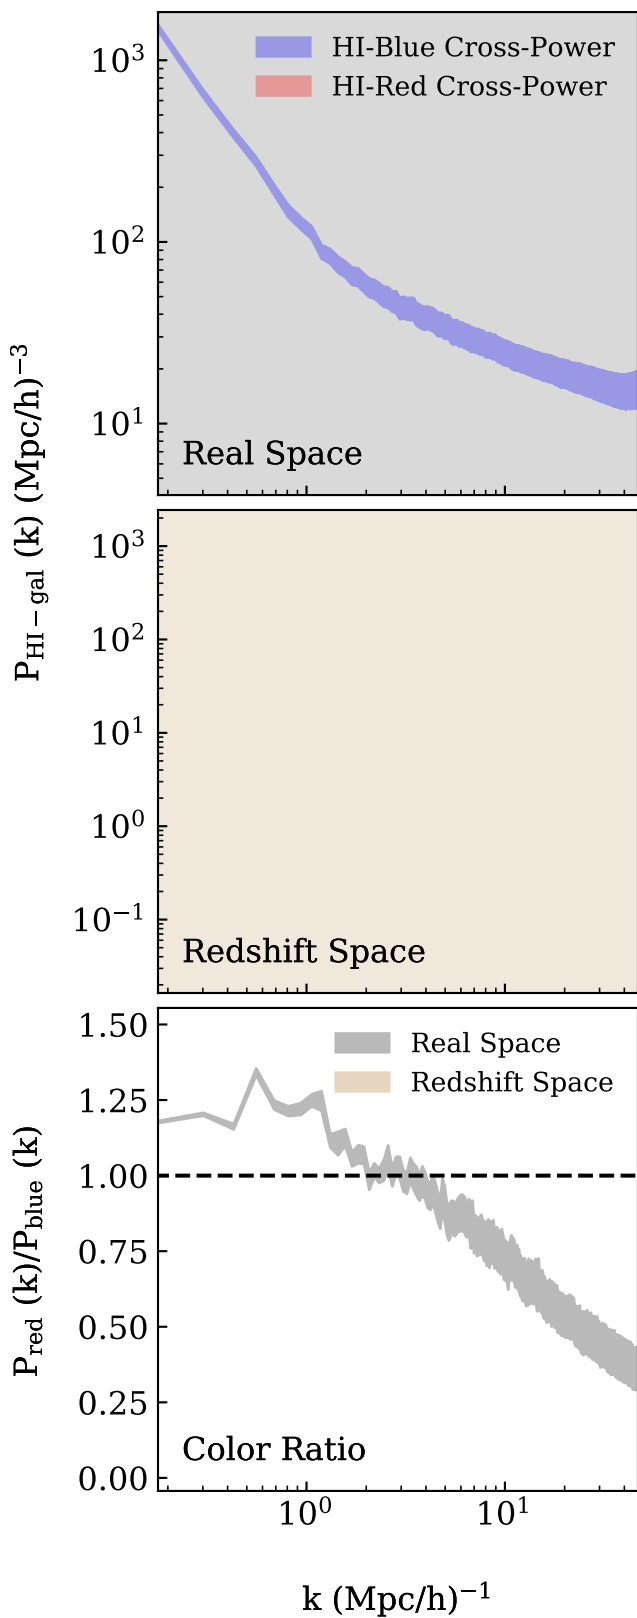 HI-Blue Cross-Power
HI-Red Cross-Power
10³
10²
10¹
Real Space
P_HI−gal (k) (Mpc/h)⁻³
10³
10²
10¹
10⁰
10⁻¹
Redshift Space
1.50
1.25
1.00
0.75
0.50
0.25
0.00
Real Space
Redshift Space
P_red (k)/P_blue (k)
Color Ratio
10⁰ 10¹
k (Mpc/h)⁻¹